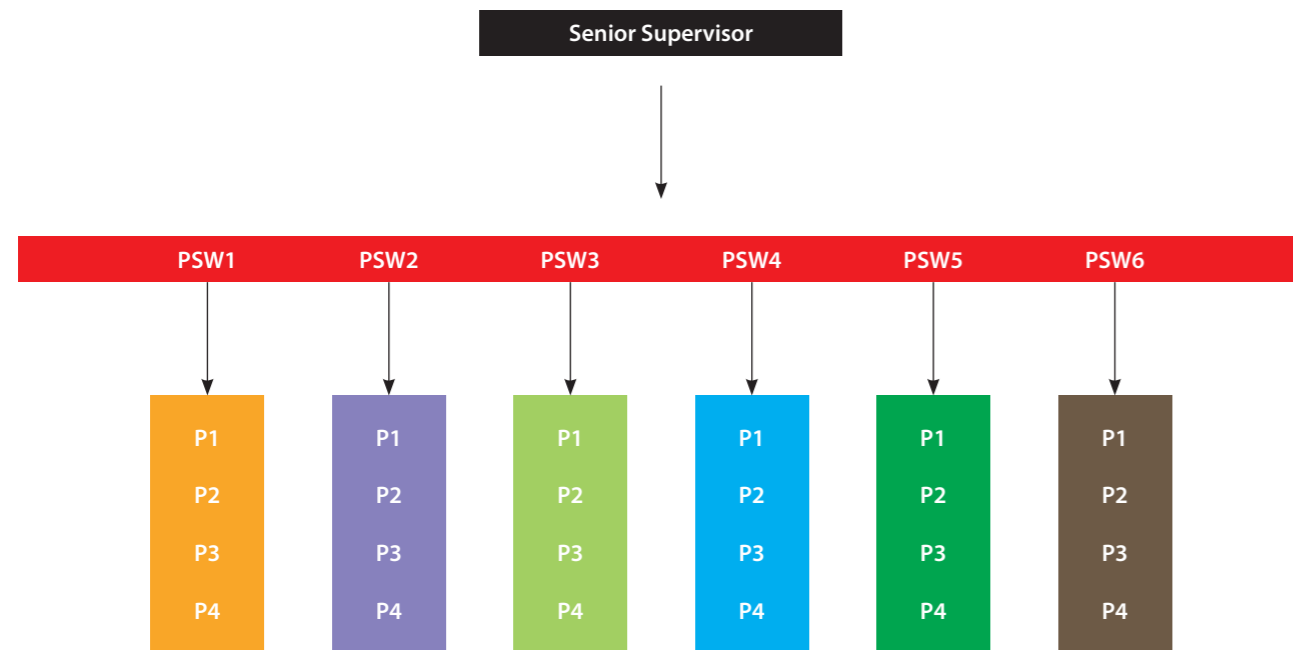 Senior Supervisor
PSW1 PSW2 PSW3 PSW4 PSW5 PSW6
P1 P1 P1 P1 P1 P1
P2 P2 P2 P2 P2 P2
P3 P3 P3 P3 P3 P3
P4 P4 P4 P4 P4 P4